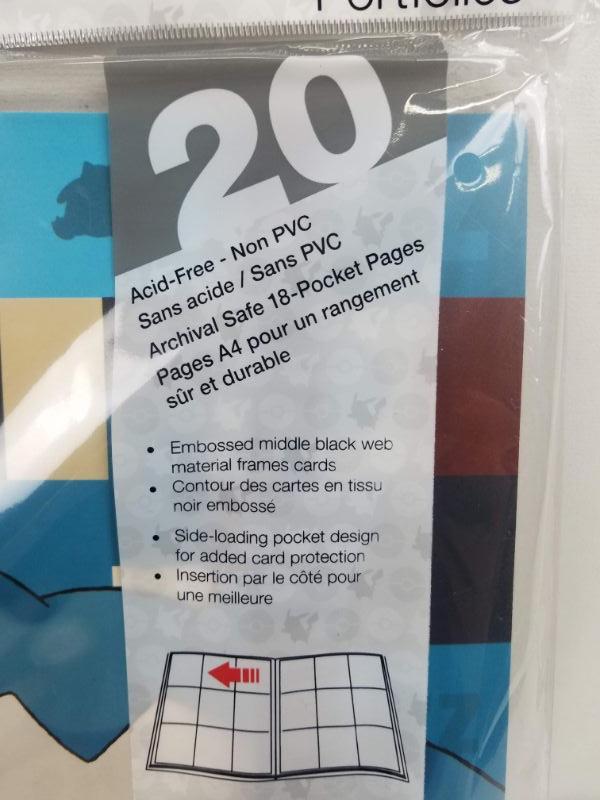 Portfolios
20
Acid-Free - Non PVC
Sans acide / Sans PVC
Archival Safe 18-Pocket Pages
Pages A4 pour un rangement
sûr et durable
• Embossed middle black web
material frames cards
• Contour des cartes en tissu
noir embossé
• Side-loading pocket design
for added card protection
• Insertion par le côté pour
une meilleure